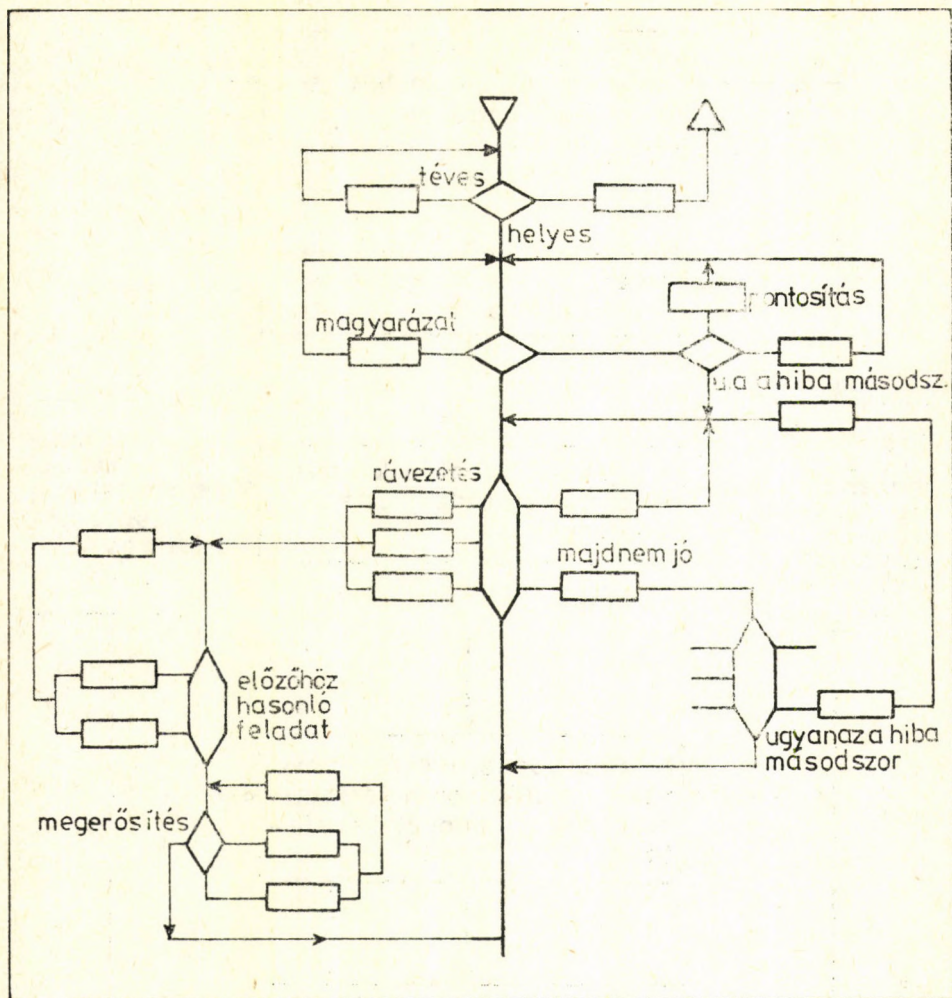 téves
helyes
magyarázat
pontosítás
u.a a hiba másodsz.
rávezetés
majdnem jó
előzőhöz
hasonló
feladat
ugyanaz a hiba
másodszor
megerősítés